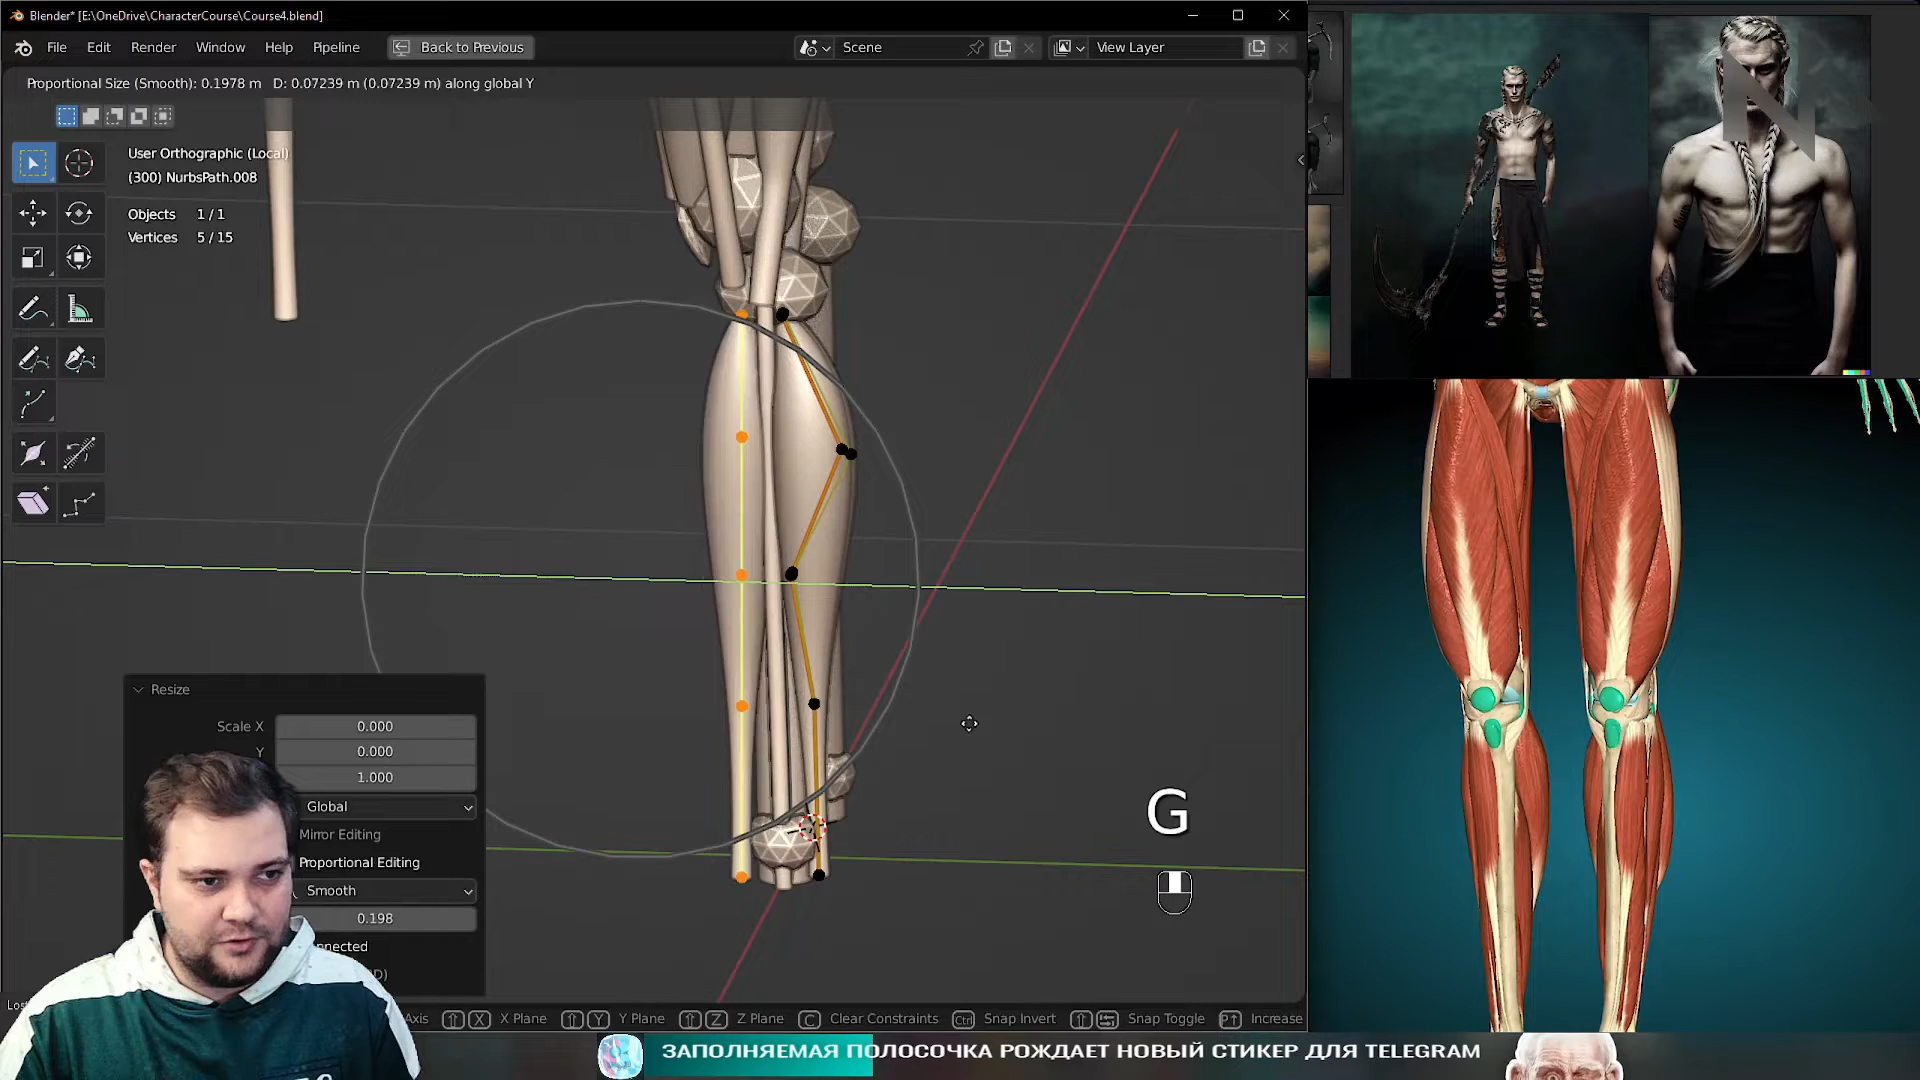 Blender* [E:\OneDrive\CharacterCourse\Course4.blend]
File Edit Render Window Help Pipeline Back to Previous Scene View Layer
Proportional Size (Smooth): 0.1978 m D: 0.07239 m (0.07239 m) along global Y
User Orthographic (Local)
(300) NurbsPath.008
Objects 1 / 1
Vertices 5 / 15
Resize
Scale X 0.000
Y 0.000
1.000
Global
Mirror Editing
Proportional Editing
Smooth
0.198
nnected
D)
G
Axis X X Plane Y Y Plane Z Z Plane C Clear Constraints Ctrl Snap Invert Snap Toggle P↑ Increase
ЗАПОЛНЯЕМАЯ ПОЛОСОЧКА РОЖДАЕТ НОВЫЙ СТИКЕР ДЛЯ TELEGRAM